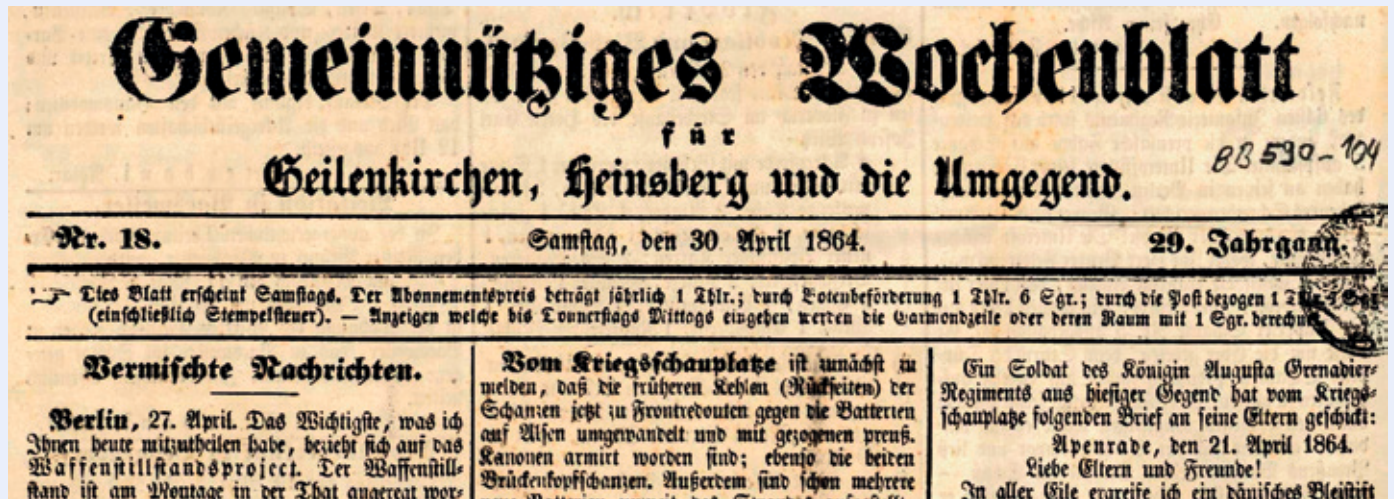 Gemeinnütziges Wochenblatt
für
Geilenkirchen, Heinsberg und die Umgegend.
BB 590-104
Nr. 18.
Samstag, den 30. April 1864.
29. Jahrgang.
Dies Blatt erscheint Samstags. Der Abonnementspreis beträgt jährlich 1 Thlr.; durch Botenbeförderung 1 Thlr. 6 Sgr.; durch die Post bezogen 1
(einschließlich Stempelsteuer). — Anzeigen welche bis Donnerstags Mittags eingehen werden die Garmondzeile oder deren Raum mit 1 Sgr. berechnet
Vermischte Nachrichten.
Berlin, 27. April. Das Wichtigste, was ich
Ihnen heute mitzutheilen habe, bezieht sich auf das
Waffenstillstandsproject. Der Waffenstill-
stand ist am Montage in der That angeregt wor-
Vom Kriegsschauplatze ist zunächst zu
melden, daß die früheren Kehlen (Rückseiten) der
Schanzen jetzt zu Frontredouten gegen die Batterien
auf Alsen umgewandelt und mit gezogenen preuß.
Kanonen armirt worden sind; ebenso die beiden
Brückenkopfschanzen. Außerdem sind schon mehrere
Ein Soldat des Königin Augusta Grenadier-
Regiments aus hiesiger Gegend hat vom Kriegs-
schauplatze folgenden Brief an seine Eltern geschickt:
Apenrade, den 21. April 1864.
Liebe Eltern und Freunde!
In aller Eile ergreife ich ein dänisches Bleistift